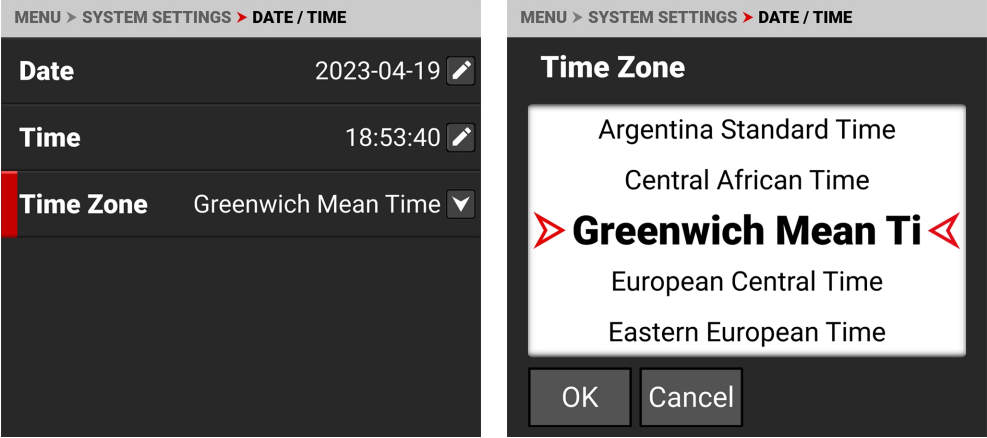 MENU > SYSTEM SETTINGS > DATE / TIME
Date 2023-04-19
Time 18:53:40
Time Zone Greenwich Mean Time
MENU > SYSTEM SETTINGS > DATE / TIME
Time Zone
Argentina Standard Time
Central African Time
Greenwich Mean Ti
European Central Time
Eastern European Time
OK Cancel